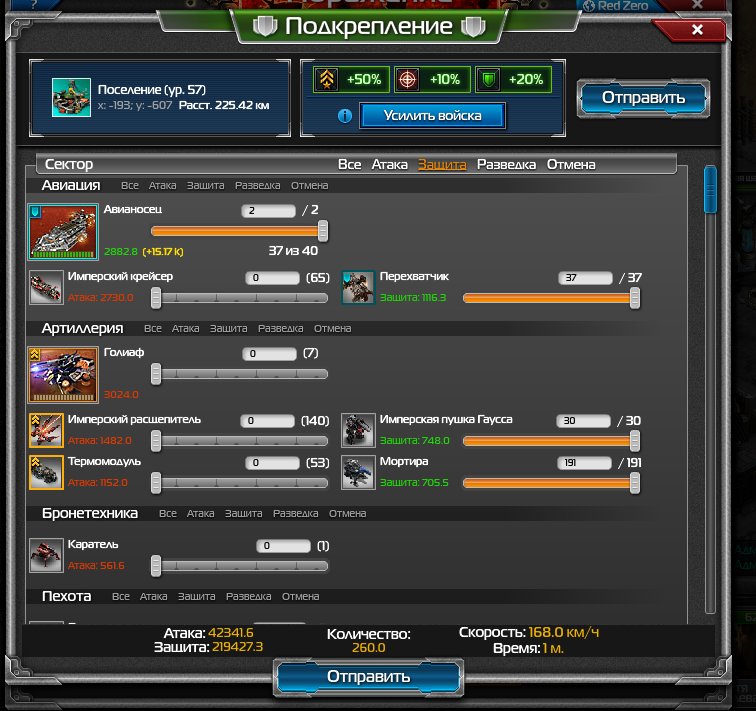 ?
Red Zero
Подкрепление
Поселение (ур. 57)
x: -193; y: -607 Расст. 225.42 км
+50% +10% +20%
i Усилить войска
Отправить
Сектор Все Атака Защита Разведка Отмена
Авиация Все Атака Защита Разведка Отмена
Авианосец 2 / 2
2882.8 (+15.17 K) 37 из 40
Имперский крейсер 0 (65) Перехватчик 37 / 37
Атака: 2730.0 Защита: 1116.3
Артиллерия Все Атака Защита Разведка Отмена
Голиаф 0 (7)
3024.0
Имперский расщепитель 0 (140) Имперская пушка Гаусса 30 / 30
Атака: 1482.0 Защита: 748.0
Термомодуль 0 (53) Мортира 191 / 191
Атака: 1152.0 Защита: 705.5
Бронетехника Все Атака Защита Разведка Отмена
Каратель 0 (1)
Атака: 561.6
Пехота Все Атака Защита Разведка Отмена
Атака: 42341.6 Количество: Скорость: 168.0 км/ч
Защита: 219427.3 260.0 Время: 1 м.
Отправить